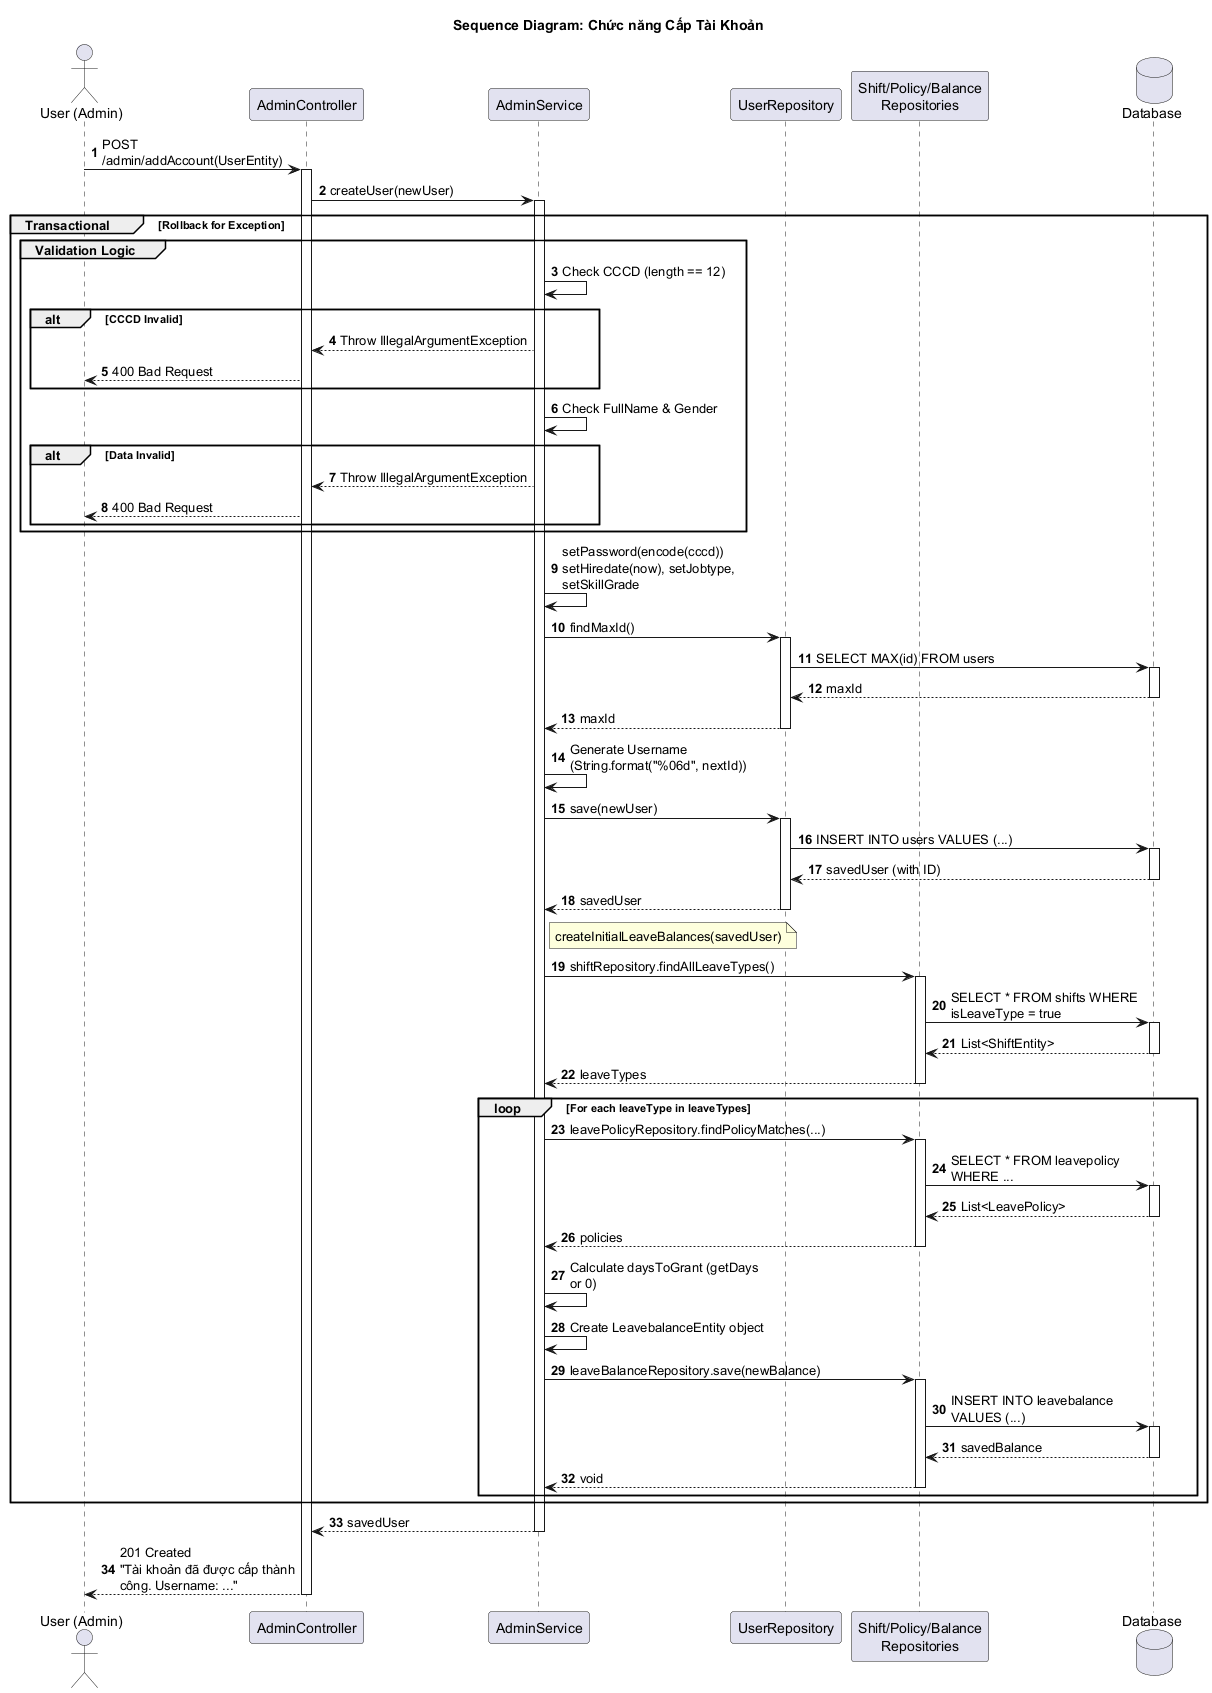 Sequence Diagram: Chức năng Cấp Tài Khoản
User (Admin)
AdminController
AdminService
UserRepository
Shift/Policy/Balance
Repositories
Database
1 POST
/admin/addAccount(UserEntity)
2 createUser(newUser)
Transactional [Rollback for Exception]
Validation Logic
3 Check CCCD (length == 12)
alt [CCCD Invalid]
4 Throw IllegalArgumentException
5 400 Bad Request
6 Check FullName & Gender
alt [Data Invalid]
7 Throw IllegalArgumentException
8 400 Bad Request
setPassword(encode(cccd))
9 setHiredate(now), setJobtype,
setSkillGrade
10 findMaxId()
11 SELECT MAX(id) FROM users
12 maxId
13 maxId
14 Generate Username
(String.format("%06d", nextId))
15 save(newUser)
16 INSERT INTO users VALUES (...)
17 savedUser (with ID)
18 savedUser
createInitialLeaveBalances(savedUser)
19 shiftRepository.findAllLeaveTypes()
20 SELECT * FROM shifts WHERE
isLeaveType = true
21 List<ShiftEntity>
22 leaveTypes
loop [For each leaveType in leaveTypes]
23 leavePolicyRepository.findPolicyMatches(...)
24 SELECT * FROM leavepolicy
WHERE ...
25 List<LeavePolicy>
26 policies
27 Calculate daysToGrant (getDays
or 0)
28 Create LeavebalanceEntity object
29 leaveBalanceRepository.save(newBalance)
30 INSERT INTO leavebalance
VALUES (...)
31 savedBalance
32 void
33 savedUser
201 Created
34 "Tài khoản đã được cấp thành
công. Username: ..."
User (Admin)
AdminController
AdminService
UserRepository
Shift/Policy/Balance
Repositories
Database